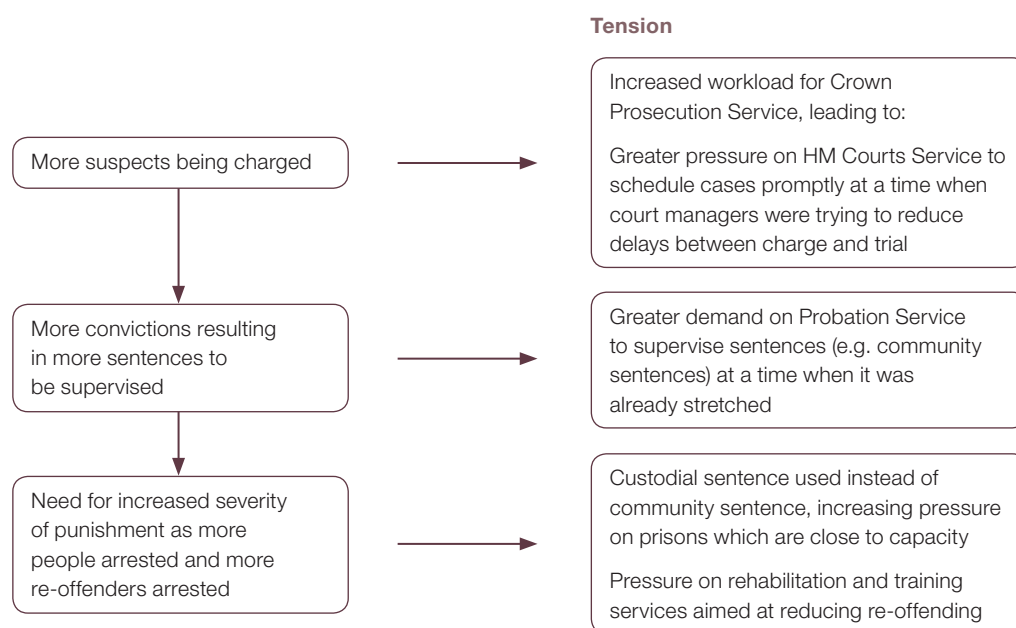 Tension
More suspects being charged
Increased workload for Crown
Prosecution Service, leading to:
Greater pressure on HM Courts Service to
schedule cases promptly at a time when
court managers were trying to reduce
delays between charge and trial
More convictions resulting
in more sentences to
be supervised
Greater demand on Probation Service
to supervise sentences (e.g. community
sentences) at a time when it was
already stretched
Need for increased severity
of punishment as more
people arrested and more
re-offenders arrested
Custodial sentence used instead of
community sentence, increasing pressure
on prisons which are close to capacity
Pressure on rehabilitation and training
services aimed at reducing re-offending